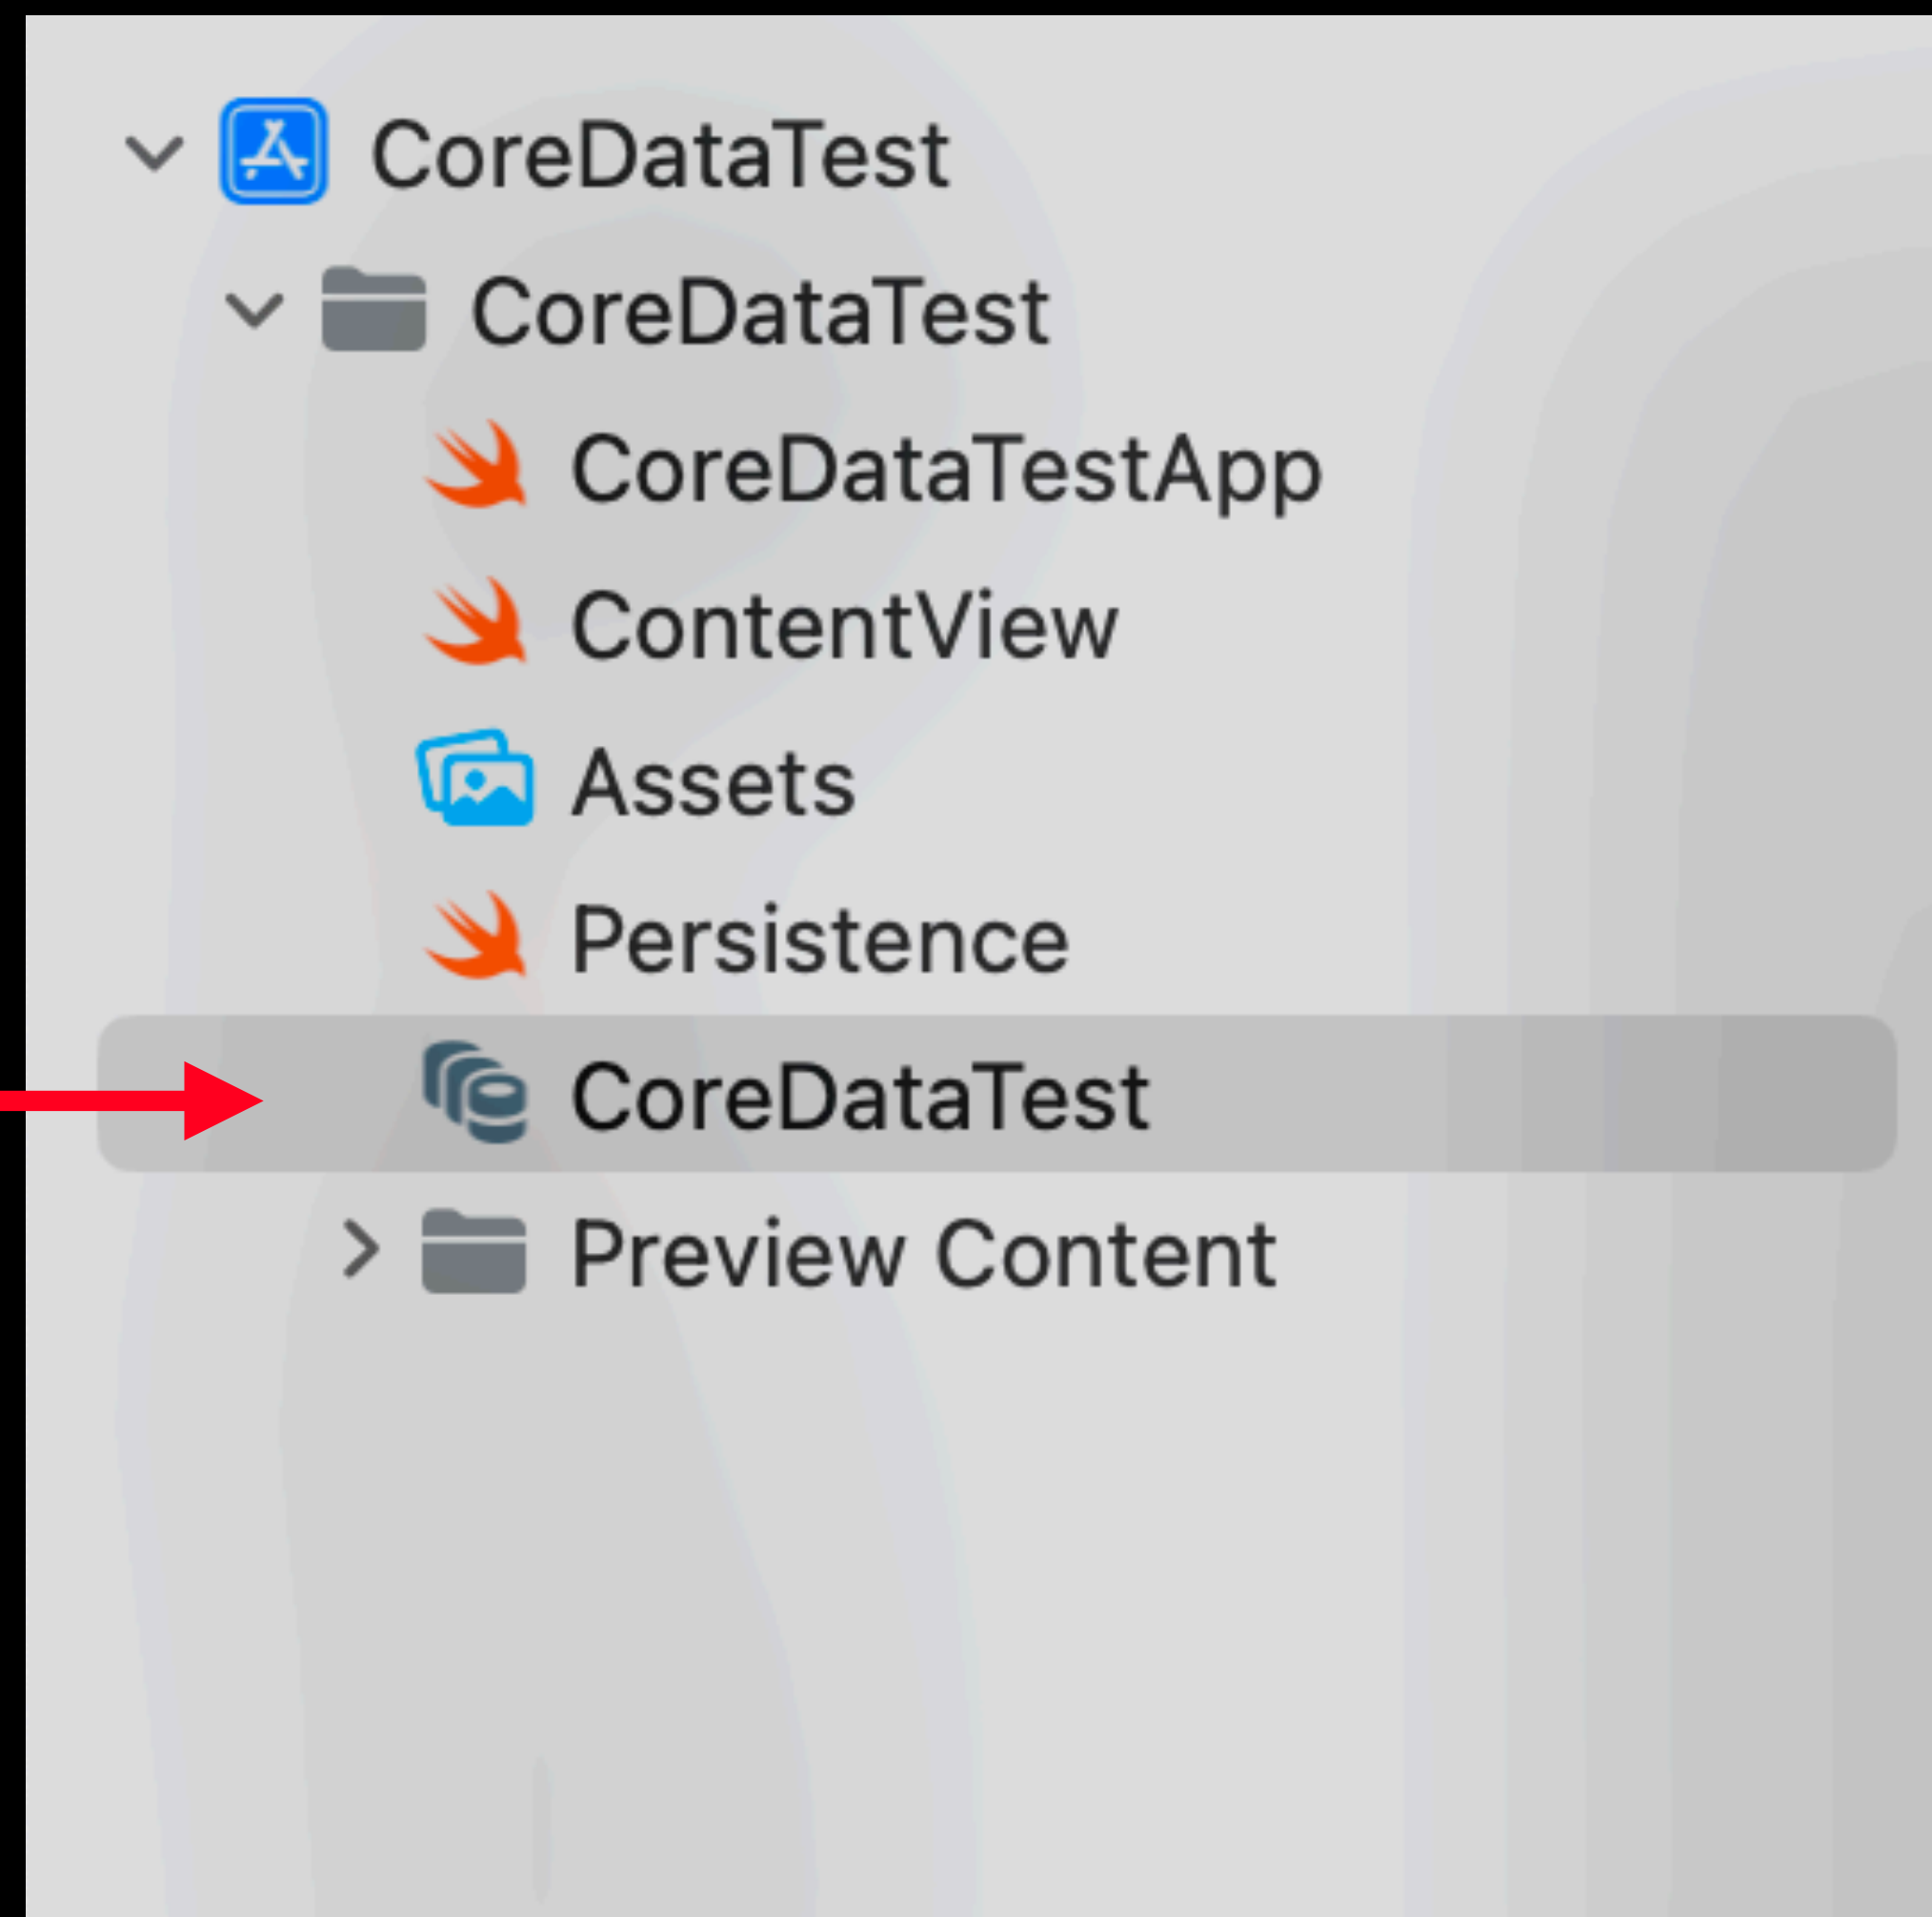 CoreDataTest
CoreDataTest
CoreDataTestApp
ContentView
Assets
Persistence
CoreDataTest
Preview Content